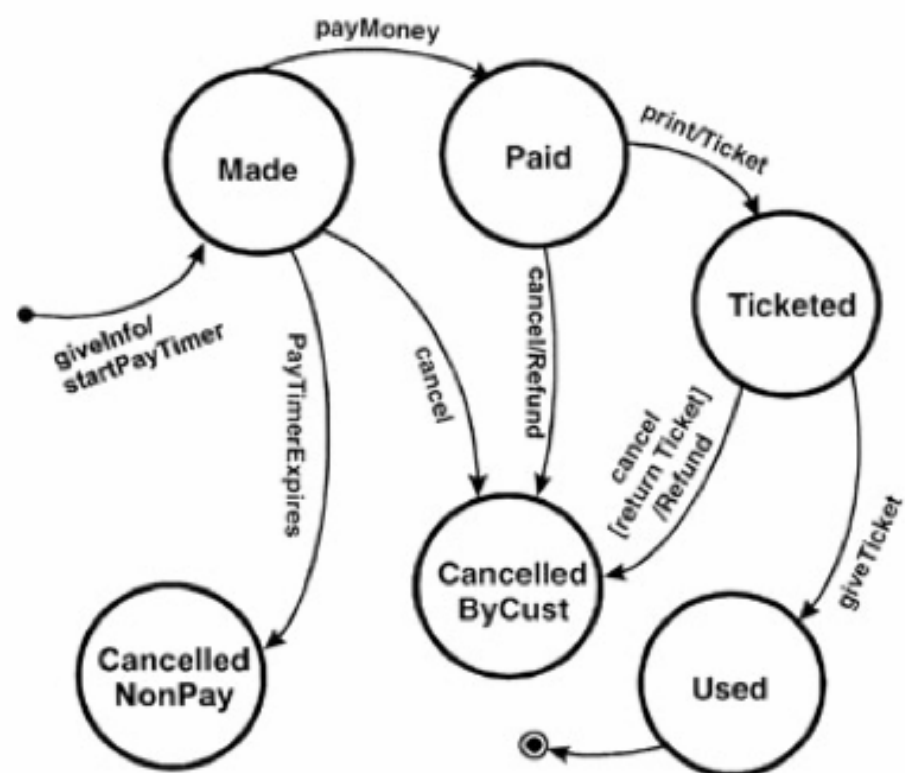 payMoney
Made
Paid
print/Ticket
Ticketed
giveInfo/
startPayTimer
PayTimerExpires
cancel
cancel/Refund
cancel
[return Ticket]
/Refund
giveTicket
Cancelled
ByCust
Cancelled
NonPay
Used